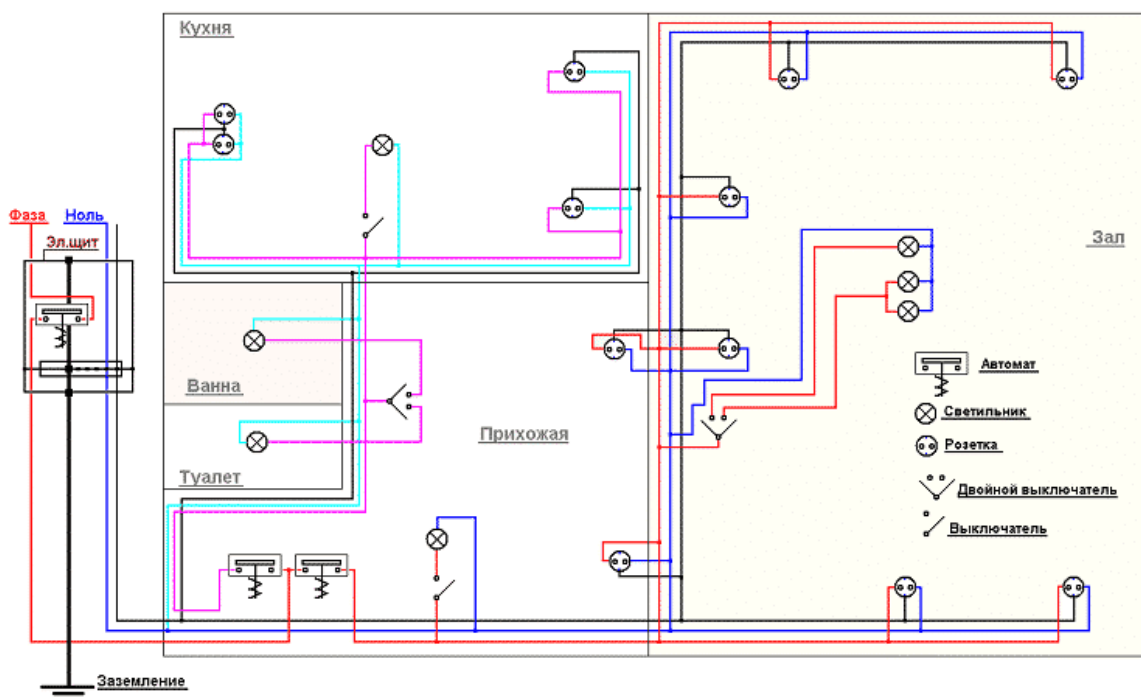 Кухня
Фаза
Ноль
Эл.щит
Зал
Ванна
Автомат
Светильник
Прихожая
Розетка
Туалет
Двойной выключатель
Выключатель
Заземление